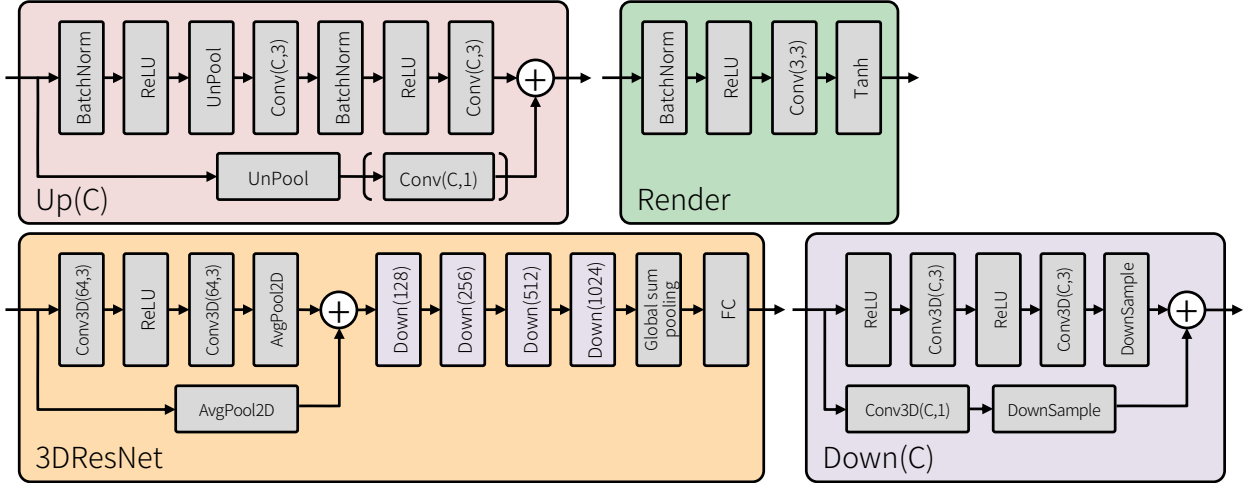 BatchNorm
ReLU
UnPool
Conv(C,3)
BatchNorm
ReLU
Conv(C,3)
+
UnPool
Conv(C,1)
Up(C)
BatchNorm
ReLU
Conv(3,3)
Tanh
Render
Conv3D(64,3)
ReLU
Conv3D(64,3)
AvgPool2D
+
Down(128)
Down(256)
Down(512)
Down(1024)
Global sum
pooling
FC
AvgPool2D
3DResNet
ReLU
Conv3D(C,3)
ReLU
Conv3D(C,3)
DownSample
+
Conv3D(C,1)
DownSample
Down(C)